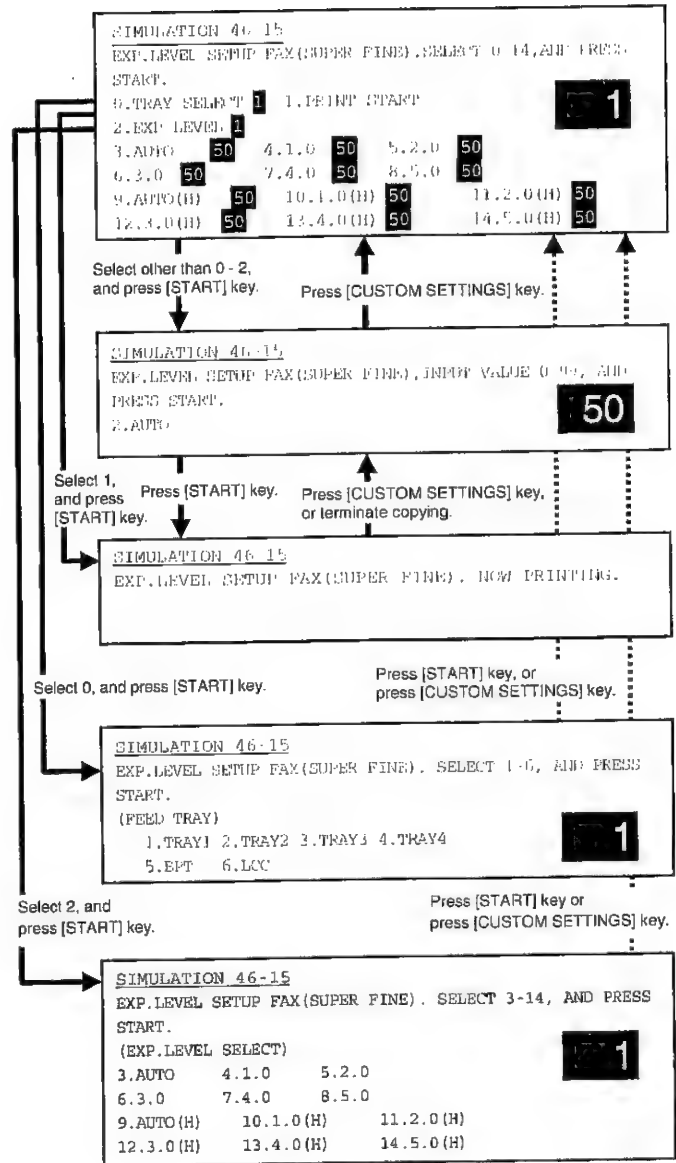 SIMULATION 46-15
EXP.LEVEL SETUP FAX(SUPER FINE).SELECT 0-14,AND PRESS
START.
0.TRAY SELECT 1 1.PRINT START
1
2.EXP LEVEL 1
3.AUTO 50 4.1.0 50 5.2.0 50
6.3.0 50 7.4.0 50 8.5.0 50
9.AUTO(H) 50 10.1.0(H) 50 11.2.0(H) 50
12.3.0(H) 50 13.4.0(H) 50 14.5.0(H) 50
Select other than 0 - 2,
and press [START] key.
Press [CUSTOM SETTINGS] key.
SIMULATION 46-15
EXP.LEVEL SETUP FAX(SUPER FINE).INPUT VALUE 0-99, AND
PRESS START.
2.AUTO
50
Select 1,
and press
[START] key.
Press [START] key.
Press [CUSTOM SETTINGS] key,
or terminate copying.
SIMULATION 46-15
EXP.LEVEL SETUP FAX(SUPER FINE). NOW PRINTING.
Select 0, and press [START] key.
Press [START] key, or
press [CUSTOM SETTINGS] key.
SIMULATION 46-15
EXP.LEVEL SETUP FAX(SUPER FINE). SELECT 1-6, AND PRESS
START.
(FEED TRAY)
1.TRAY1 2.TRAY2 3.TRAY3 4.TRAY4
5.BPT 6.LCC
1
Select 2, and
press [START] key.
Press [START] key or
press [CUSTOM SETTINGS] key.
SIMULATION 46-15
EXP.LEVEL SETUP FAX(SUPER FINE). SELECT 3-14, AND PRESS
START.
(EXP.LEVEL SELECT)
1
3.AUTO 4.1.0 5.2.0
6.3.0 7.4.0 8.5.0
9.AUTO(H) 10.1.0(H) 11.2.0(H)
12.3.0(H) 13.4.0(H) 14.5.0(H)